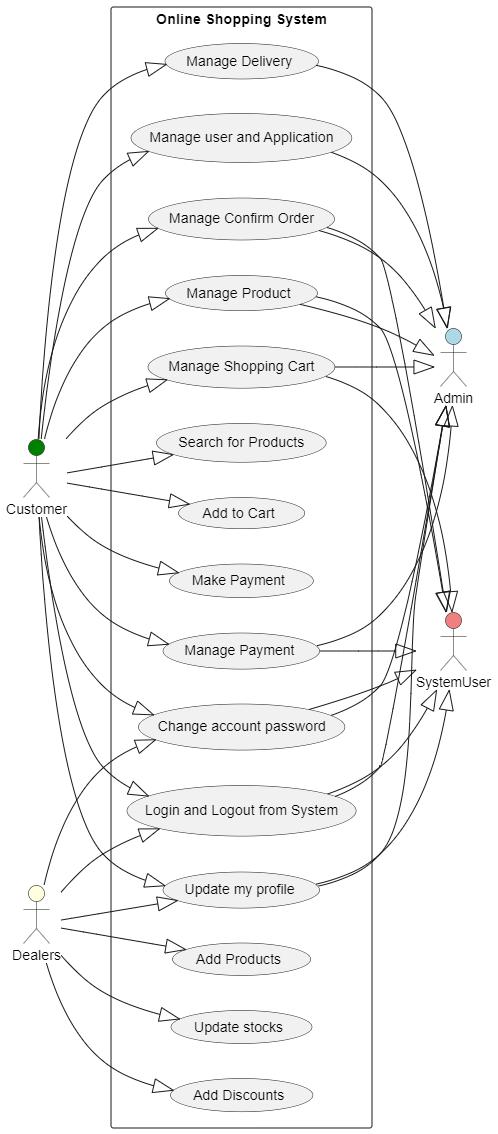 Online Shopping System
Manage Delivery
Manage user and Application
Manage Confirm Order
Manage Product
Manage Shopping Cart
Admin
Search for Products
Customer
Add to Cart
Make Payment
Manage Payment
SystemUser
Change account password
Login and Logout from System
Update my profile
Dealers
Add Products
Update stocks
Add Discounts